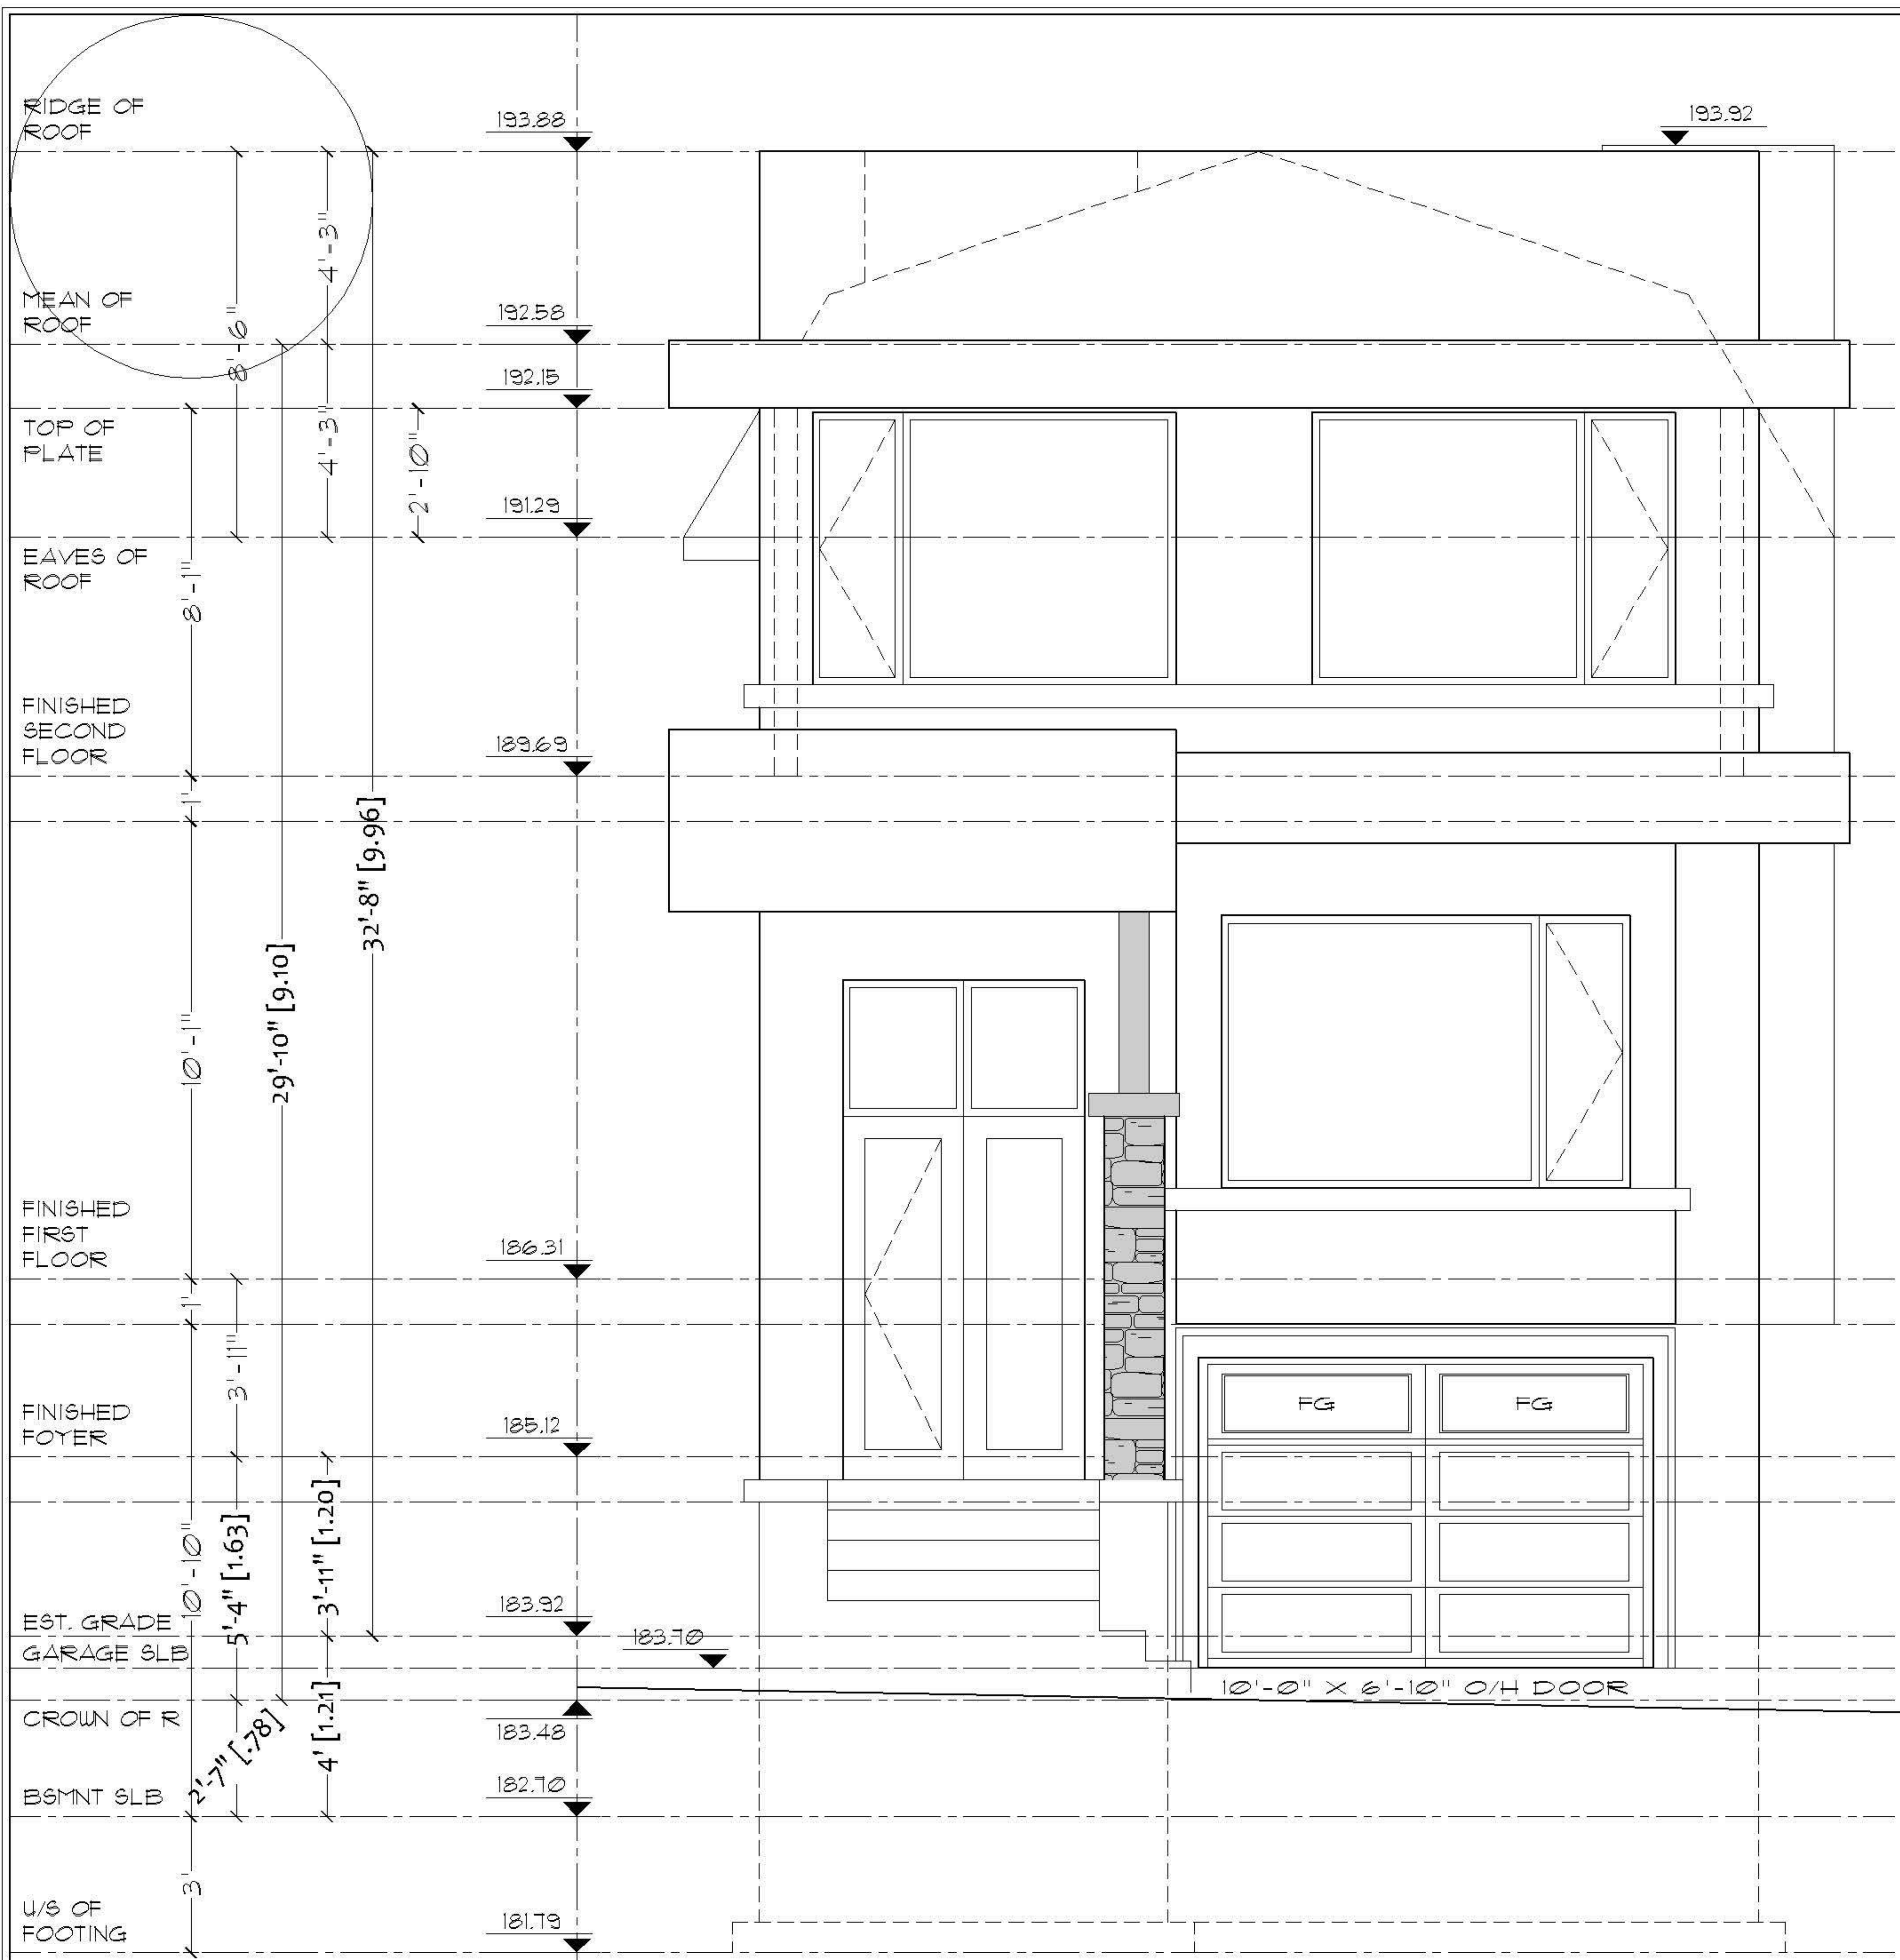 RIDGE OF
ROOF
193.88
193.92
4'-3"
MEAN OF
ROOF
8'-6"
192.58
192.15
TOP OF
PLATE
4'-3"
2'-10"
191.29
EAVES OF
ROOF
8'-1"
FINISHED
SECOND
FLOOR
189.69
1'
32'-8" [9.96]
29'-10" [9.10]
10'-1"
FINISHED
FIRST
FLOOR
186.31
1'
3'-11"
FINISHED
FOYER
185.12
FG
FG
10'-10"
5'-4" [1.63]
3'-11" [1.20]
EST. GRADE
183.92
GARAGE SLB
183.70
10'-0" X 6'-10" O/H DOOR
CROWN OF R
183.48
2'-7" [.78]
4' [1.21]
BSMNT SLB
182.70
3'
U/S OF
FOOTING
181.79